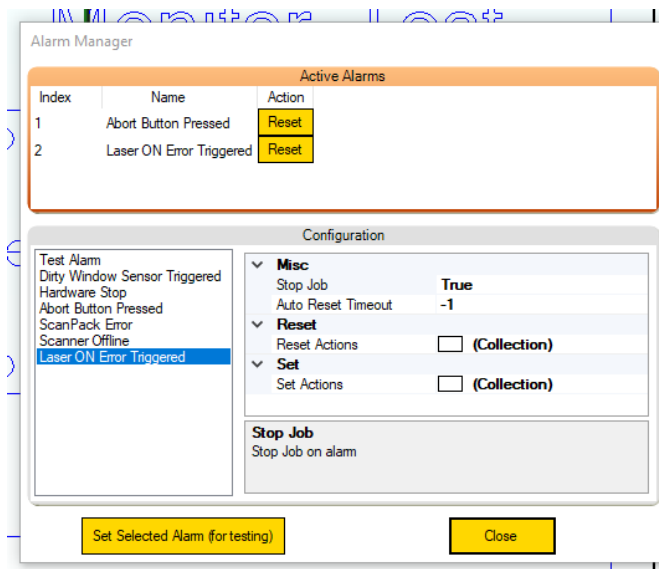 Monitor Lost
Alarm Manager
Active Alarms
Index Name Action
1 Abort Button Pressed Reset
2 Laser ON Error Triggered Reset
Configuration
Test Alarm
Dirty Window Sensor Triggered
Hardware Stop
Abort Button Pressed
ScanPack Error
Scanner Offline
Laser ON Error Triggered
Misc
Stop Job True
Auto Reset Timeout -1
Reset
Reset Actions (Collection)
Set
Set Actions (Collection)
Stop Job
Stop Job on alarm
Set Selected Alarm (for testing)
Close